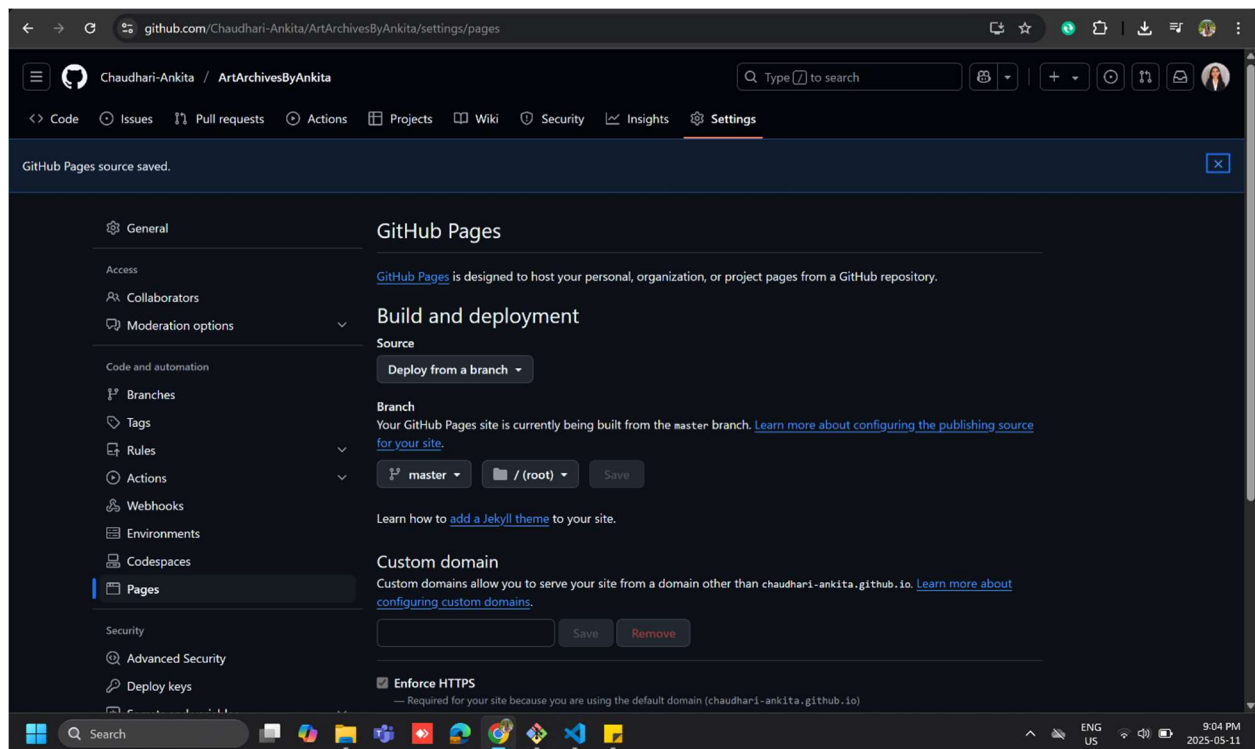 github.com/Chaudhari-Ankita/ArtArchivesByAnkita/settings/pages
Chaudhari-Ankita / ArtArchivesByAnkita
Type / to search
Code Issues Pull requests Actions Projects Wiki Security Insights Settings
GitHub Pages source saved.
General
Access
Collaborators
Moderation options
Code and automation
Branches
Tags
Rules
Actions
Webhooks
Environments
Codespaces
Pages
Security
Advanced Security
Deploy keys
GitHub Pages
GitHub Pages is designed to host your personal, organization, or project pages from a GitHub repository.
Build and deployment
Source
Deploy from a branch
Branch
Your GitHub Pages site is currently being built from the master branch. Learn more about configuring the publishing source
for your site.
master / (root) Save
Learn how to add a Jekyll theme to your site.
Custom domain
Custom domains allow you to serve your site from a domain other than chaudhari-ankita.github.io. Learn more about
configuring custom domains.
Save Remove
Enforce HTTPS
— Required for your site because you are using the default domain (chaudhari-ankita.github.io)
Search
ENG
US
9:04 PM
2025-05-11